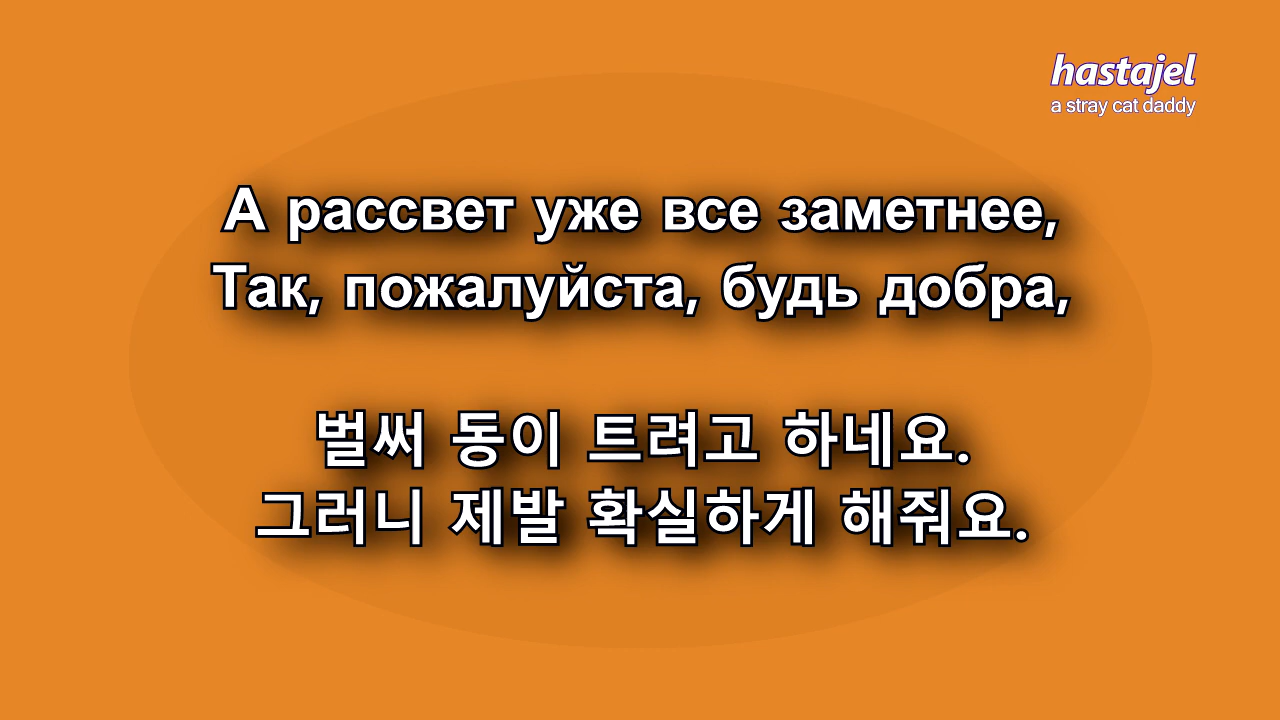 hastajel
a stray cat daddy
А рассвет уже все заметнее,
Так, пожалуйста, будь добра,
벌써 동이 트려고 하네요.
그러니 제발 확실하게 해줘요.